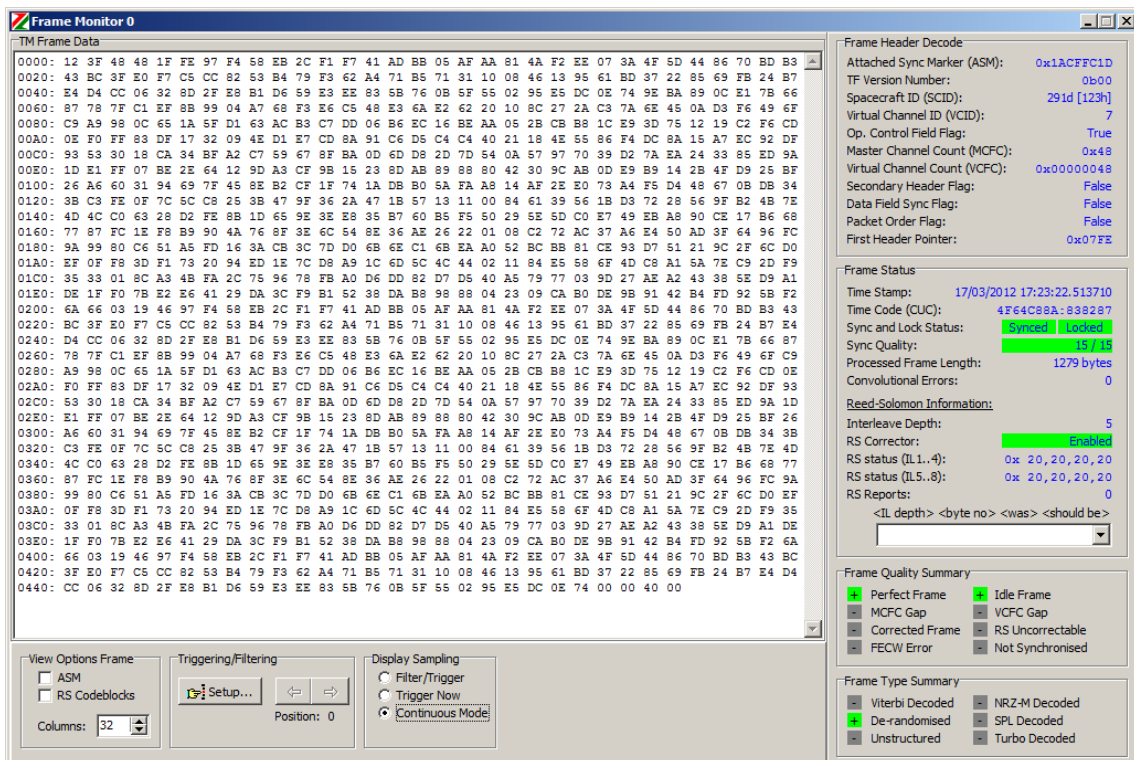 Frame Monitor 0
TM Frame Data
0000: 12 3F 48 48 1F FE 97 F4 58 EB 2C F1 F7 41 AD BB 05 AF AA 81 4A F2 EE 07 3A 4F 5D 44 86 70 BD B3
0020: 43 BC 3F E0 F7 C5 CC 82 53 B4 79 F3 62 A4 71 B5 71 31 10 08 46 13 95 61 BD 37 22 85 69 FB 24 B7
0040: E4 D4 CC 06 32 8D 2F E8 B1 D6 59 E3 EE 83 5B 76 0B 5F 55 02 95 E5 DC 0E 74 9E BA 89 0C E1 7B 66
0060: 87 78 7F C1 EF 8B 99 04 A7 68 F3 E6 C5 48 E3 6A E2 62 20 10 8C 27 2A C3 7A 6E 45 0A D3 F6 49 6F
0080: C9 A9 98 0C 65 1A 5F D1 63 AC B3 C7 DD 06 B6 EC 16 BE AA 05 2B CB B8 1C E9 3D 75 12 19 C2 F6 CD
00A0: 0E F0 FF 83 DF 17 32 09 4E D1 E7 CD 8A 91 C6 D5 C4 C4 40 21 18 4E 55 86 F4 DC 8A 15 A7 EC 92 DF
00C0: 93 53 30 18 CA 34 BF A2 C7 59 67 8F BA 0D 6D D8 2D 7D 54 0A 57 97 70 39 D2 7A EA 24 33 85 ED 9A
00E0: 1D E1 FF 07 BE 2E 64 12 9D A3 CF 9B 15 23 8D AB 89 88 80 42 30 9C AB 0D E9 B9 14 2B 4F D9 25 BF
0100: 26 A6 60 31 94 69 7F 45 8E B2 CF 1F 74 1A DB B0 5A FA A8 14 AF 2E E0 73 A4 F5 D4 48 67 0B DB 34
0120: 3B C3 FE 0F 7C 5C C8 25 3B 47 9F 36 2A 47 1B 57 13 11 00 84 61 39 56 1B D3 72 28 56 9F B2 4B 7E
0140: 4D 4C C0 63 28 D2 FE 8B 1D 65 9E 3E E8 35 B7 60 B5 F5 50 29 5E 5D C0 E7 49 EB A8 90 CE 17 B6 68
0160: 77 87 FC 1E F8 B9 90 4A 76 8F 3E 6C 54 8E 36 AE 26 22 01 08 C2 72 AC 37 A6 E4 50 AD 3F 64 96 FC
0180: 9A 99 80 C6 51 A5 FD 16 3A CB 3C 7D D0 6B 6E C1 6B EA A0 52 BC BB 81 CE 93 D7 51 21 9C 2F 6C D0
01A0: EF 0F F8 3D F1 73 20 94 ED 1E 7C D8 A9 1C 6D 5C 4C 44 02 11 84 E5 58 6F 4D C8 A1 5A 7E C9 2D F9
01C0: 35 33 01 8C A3 4B FA 2C 75 96 78 FB A0 D6 DD 82 D7 D5 40 A5 79 77 03 9D 27 AE A2 43 38 5E D9 A1
01E0: DE 1F F0 7B E2 E6 41 29 DA 3C F9 B1 52 38 DA B8 98 88 04 23 09 CA B0 DE 9B 91 42 B4 FD 92 5B F2
0200: 6A 66 03 19 46 97 F4 58 EB 2C F1 F7 41 AD BB 05 AF AA 81 4A F2 EE 07 3A 4F 5D 44 86 70 BD B3 43
0220: BC 3F E0 F7 C5 CC 82 53 B4 79 F3 62 A4 71 B5 71 31 10 08 46 13 95 61 BD 37 22 85 69 FB 24 B7 E4
0240: D4 CC 06 32 8D 2F E8 B1 D6 59 E3 EE 83 5B 76 0B 5F 55 02 95 E5 DC 0E 74 9E BA 89 0C E1 7B 66 87
0260: 78 7F C1 EF 8B 99 04 A7 68 F3 E6 C5 48 E3 6A E2 62 20 10 8C 27 2A C3 7A 6E 45 0A D3 F6 49 6F C9
0280: A9 98 0C 65 1A 5F D1 63 AC B3 C7 DD 06 B6 EC 16 BE AA 05 2B CB B8 1C E9 3D 75 12 19 C2 F6 CD 0E
02A0: F0 FF 83 DF 17 32 09 4E D1 E7 CD 8A 91 C6 D5 C4 C4 40 21 18 4E 55 86 F4 DC 8A 15 A7 EC 92 DF 93
02C0: 53 30 18 CA 34 BF A2 C7 59 67 8F BA 0D 6D D8 2D 7D 54 0A 57 97 70 39 D2 7A EA 24 33 85 ED 9A 1D
02E0: E1 FF 07 BE 2E 64 12 9D A3 CF 9B 15 23 8D AB 89 88 80 42 30 9C AB 0D E9 B9 14 2B 4F D9 25 BF 26
0300: A6 60 31 94 69 7F 45 8E B2 CF 1F 74 1A DB B0 5A FA A8 14 AF 2E E0 73 A4 F5 D4 48 67 0B DB 34 3B
0320: C3 FE 0F 7C 5C C8 25 3B 47 9F 36 2A 47 1B 57 13 11 00 84 61 39 56 1B D3 72 28 56 9F B2 4B 7E 4D
0340: 4C C0 63 28 D2 FE 8B 1D 65 9E 3E E8 35 B7 60 B5 F5 50 29 5E 5D C0 E7 49 EB A8 90 CE 17 B6 68 77
0360: 87 FC 1E F8 B9 90 4A 76 8F 3E 6C 54 8E 36 AE 26 22 01 08 C2 72 AC 37 A6 E4 50 AD 3F 64 96 FC 9A
0380: 99 80 C6 51 A5 FD 16 3A CB 3C 7D D0 6B 6E C1 6B EA A0 52 BC BB 81 CE 93 D7 51 21 9C 2F 6C D0 EF
03A0: 0F F8 3D F1 73 20 94 ED 1E 7C D8 A9 1C 6D 5C 4C 44 02 11 84 E5 58 6F 4D C8 A1 5A 7E C9 2D F9 35
03C0: 33 01 8C A3 4B FA 2C 75 96 78 FB A0 D6 DD 82 D7 D5 40 A5 79 77 03 9D 27 AE A2 43 38 5E D9 A1 DE
03E0: 1F F0 7B E2 E6 41 29 DA 3C F9 B1 52 38 DA B8 98 88 04 23 09 CA B0 DE 9B 91 42 B4 FD 92 5B F2 6A
0400: 66 03 19 46 97 F4 58 EB 2C F1 F7 41 AD BB 05 AF AA 81 4A F2 EE 07 3A 4F 5D 44 86 70 BD B3 43 BC
0420: 3F E0 F7 C5 CC 82 53 B4 79 F3 62 A4 71 B5 71 31 10 08 46 13 95 61 BD 37 22 85 69 FB 24 B7 E4 D4
0440: CC 06 32 8D 2F E8 B1 D6 59 E3 EE 83 5B 76 0B 5F 55 02 95 E5 DC 0E 74 00 00 40 00
View Options Frame
ASM
RS Codeblocks
Columns: 32
Triggering/Filtering
Setup...
Position: 0
Display Sampling
Filter/Trigger
Trigger Now
Continuous Mode
Frame Header Decode
Attached Sync Marker (ASM): 0x1ACFFC1D
TF Version Number: 0b00
Spacecraft ID (SCID): 291d [123h]
Virtual Channel ID (VCID): 7
Op. Control Field Flag: True
Master Channel Count (MCFC): 0x48
Virtual Channel Count (VCFC): 0x00000048
Secondary Header Flag: False
Data Field Sync Flag: False
Packet Order Flag: False
First Header Pointer: 0x07FE
Frame Status
Time Stamp: 17/03/2012 17:23:22.513710
Time Code (CUC): 4F64C88A:838287
Sync and Lock Status: Synced Locked
Sync Quality: 15 / 15
Processed Frame Length: 1279 bytes
Convolutional Errors: 0
Reed-Solomon Information:
Interleave Depth: 5
RS Corrector: Enabled
RS status (IL1..4): 0x 20,20,20,20
RS status (IL5..8): 0x 20,20,20,20
RS Reports: 0
<IL depth> <byte no> <was> <should be>
Frame Quality Summary
+ Perfect Frame + Idle Frame
- MCFC Gap - VCFC Gap
- Corrected Frame - RS Uncorrectable
- FECW Error - Not Synchronised
Frame Type Summary
- Viterbi Decoded - NRZ-M Decoded
+ De-randomised - SPL Decoded
- Unstructured - Turbo Decoded